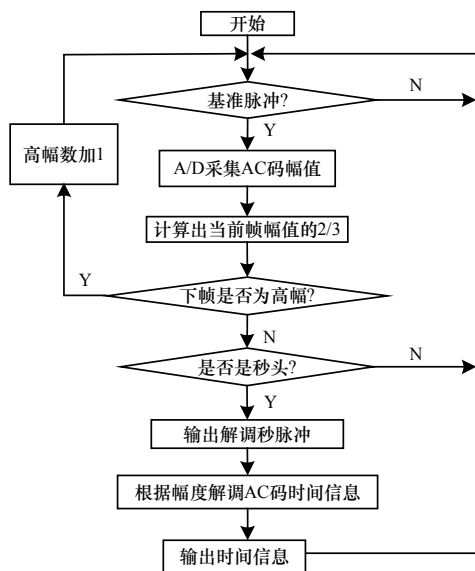 开始
基准脉冲?
N
Y
高幅数加1
A/D采集AC码幅值
计算出当前帧幅值的2/3
Y
下帧是否为高幅?
N
是否是秒头?
N
Y
输出解调秒脉冲
根据幅度解调AC码时间信息
输出时间信息